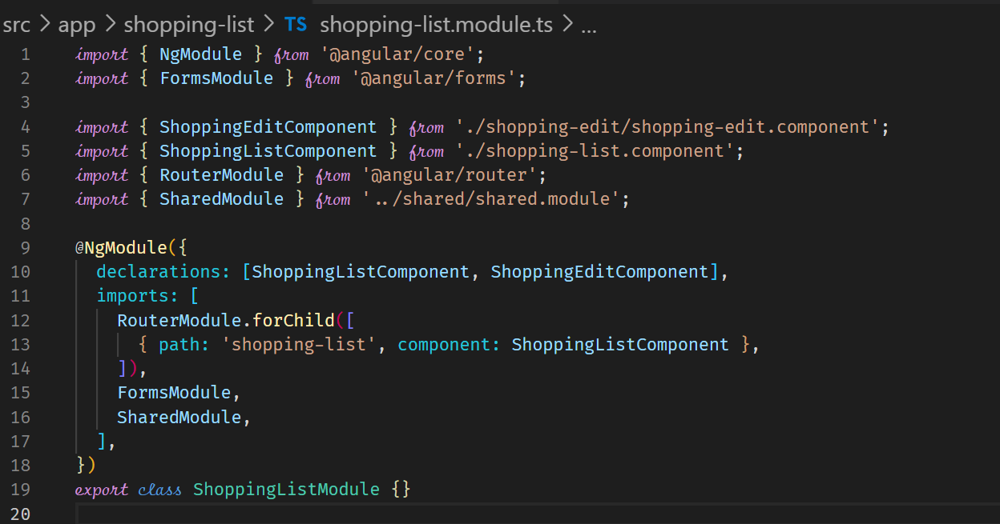 src > app > shopping-list > TS shopping-list.module.ts > ...
1 import { NgModule } from '@angular/core';
2 import { FormsModule } from '@angular/forms';
3
4 import { ShoppingEditComponent } from './shopping-edit/shopping-edit.component';
5 import { ShoppingListComponent } from './shopping-list.component';
6 import { RouterModule } from '@angular/router';
7 import { SharedModule } from '../shared/shared.module';
8
9 @NgModule({
10   declarations: [ShoppingListComponent, ShoppingEditComponent],
11   imports: [
12     RouterModule.forChild([
13       { path: 'shopping-list', component: ShoppingListComponent },
14     ]),
15     FormsModule,
16     SharedModule,
17   ],
18 })
19 export class ShoppingListModule {}
20